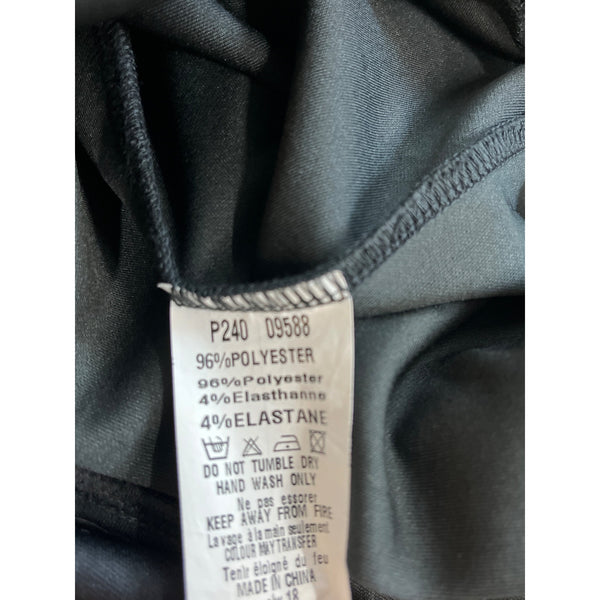 P240 09588
96%POLYESTER
96%Polyester
4%Elasthanne
4%ELASTANE
DO NOT TUMBLE DRY
HAND WASH ONLY
Ne pas essorer
KEEP AWAY FROM FIRE
Lavage à la main seulement
COLOUR MAY TRANSFER
Tenir éloigné du feu
MADE IN CHINA
18